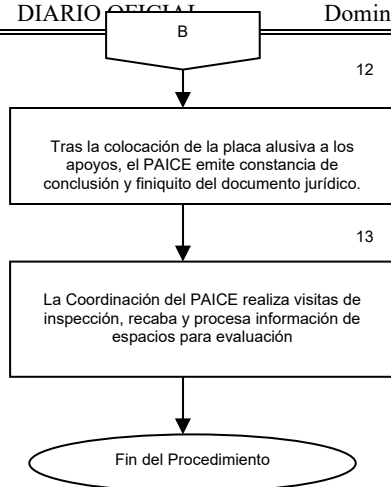 DIARIO OFICIAL Domin
B
12
Tras la colocación de la placa alusiva a los
apoyos, el PAICE emite constancia de
conclusión y finiquito del documento jurídico.
13
La Coordinación del PAICE realiza visitas de
inspección, recaba y procesa información de
espacios para evaluación
Fin del Procedimiento